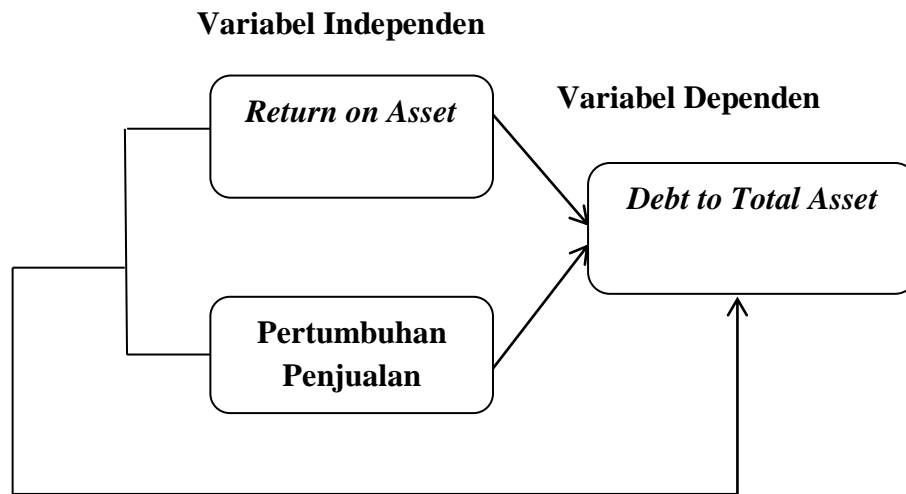 Variabel Independen
Return on Asset
Variabel Dependen
Debt to Total Asset
Pertumbuhan
Penjualan